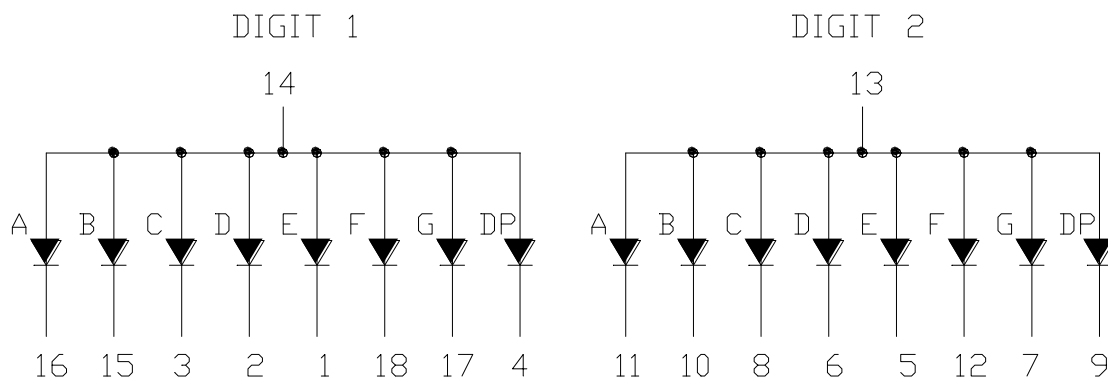 DIGIT 1 DIGIT 2
14 13
A B C D E F G DP A B C D E F G DP
16 15 3 2 1 18 17 4 11 10 8 6 5 12 7 9